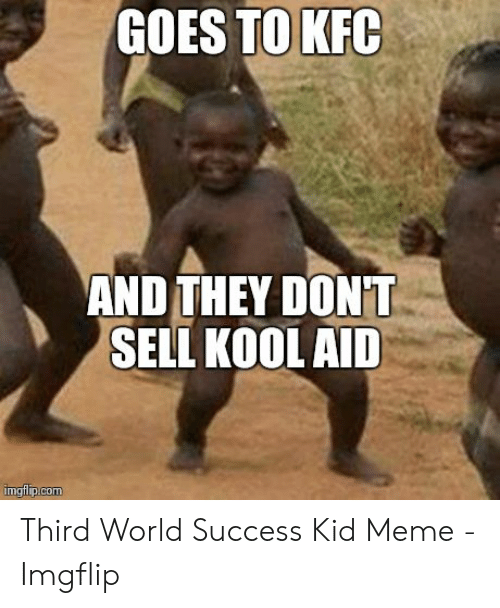 GOES TO KFC
AND THEY DON'T
SELL KOOL AID
imgflip.com
Third World Success Kid Meme -
Imgflip